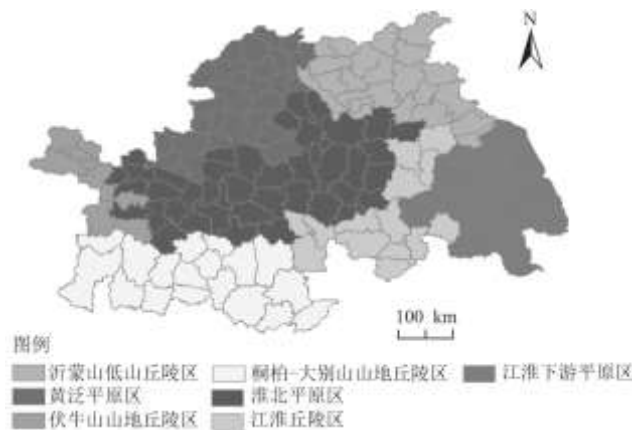 N
100 km
图例
沂蒙山低山丘陵区 桐柏-大别山山地丘陵区 江淮下游平原区
黄泛平原区 淮北平原区
伏牛山山地丘陵区 江淮丘陵区